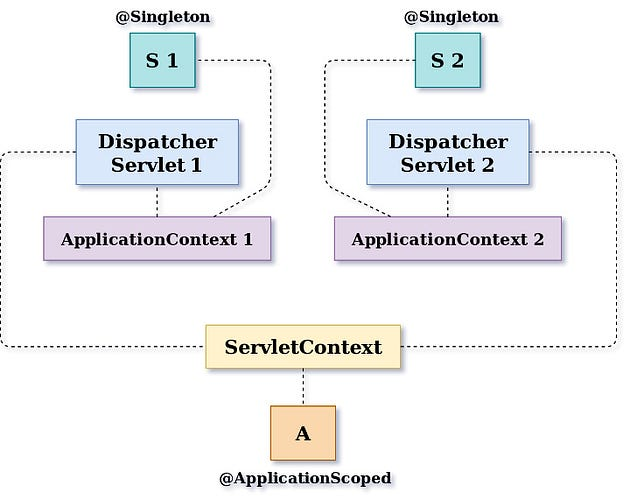 @Singleton
@Singleton
S 1
S 2
Dispatcher
Servlet 1
Dispatcher
Servlet 2
ApplicationContext 1
ApplicationContext 2
ServletContext
A
@ApplicationScoped